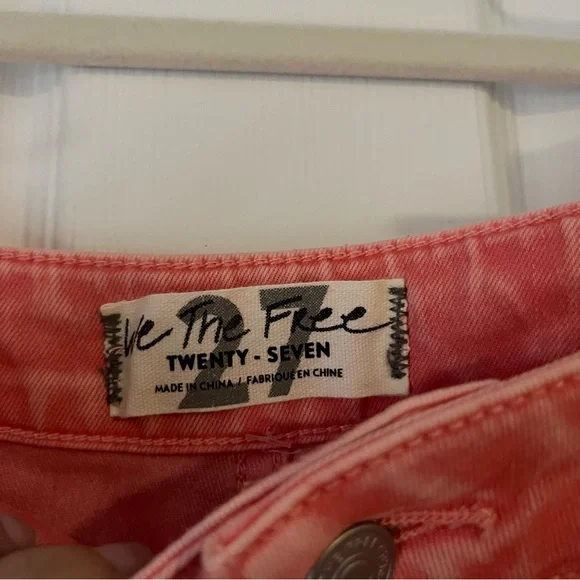 We The Free
27
TWENTY - SEVEN
MADE IN CHINA / FABRIQUÉ EN CHINE